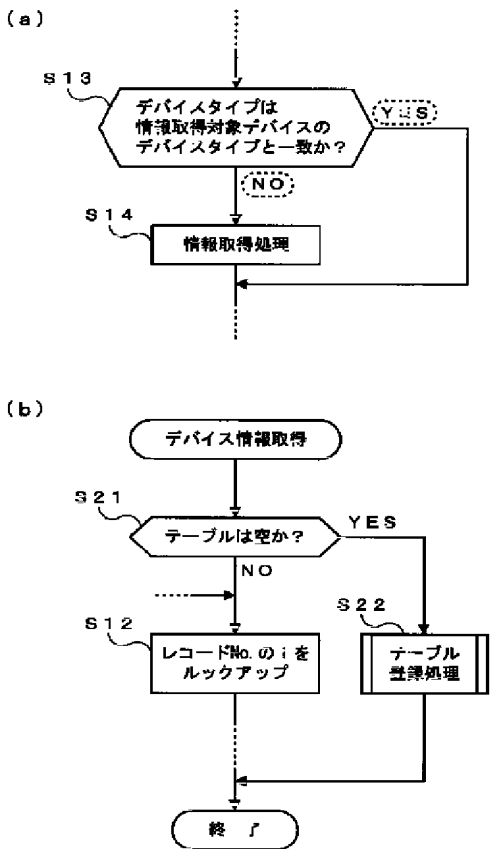 (a)
S13
デバイスタイプは
情報取得対象デバイスの
デバイスタイプと一致か?
YES
NO
S14
情報取得処理
(b)
デバイス情報取得
S21
テーブルは空か?
YES
NO
S12
レコードNo.のiを
ルックアップ
S22
テーブル
登録処理
終 了